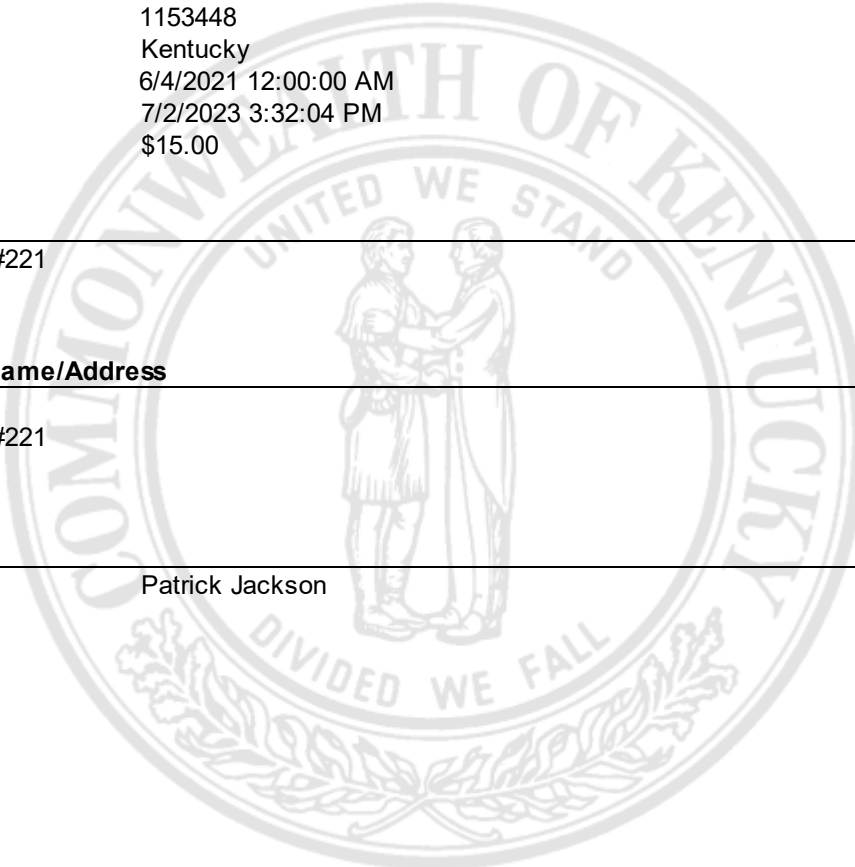 1153448
Kentucky
6/4/2021 12:00:00 AM
7/2/2023 3:32:04 PM
$15.00
#221
ame/Address
#221
Patrick Jackson
COMMONWEALTH OF KENTUCKY
UNITED WE STAND
DIVIDED WE FALL